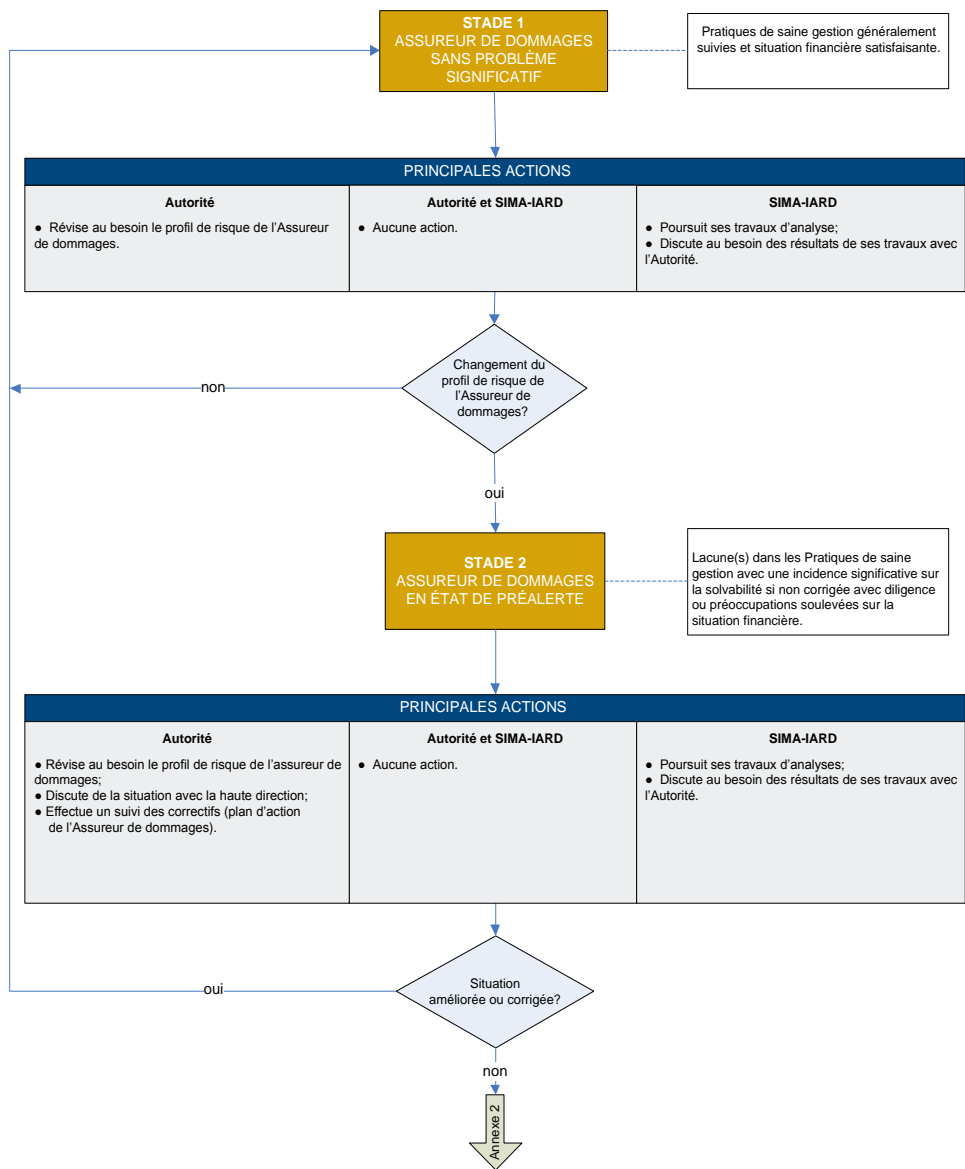 STADE 1
ASSUREUR DE DOMMAGES
SANS PROBLÈME
SIGNIFICATIF
Pratiques de saine gestion généralement
suivies et situation financière satisfaisante.
PRINCIPALES ACTIONS
Autorité
● Révise au besoin le profil de risque de l'Assureur
de dommages.
Autorité et SIMA-IARD
● Aucune action.
SIMA-IARD
● Poursuit ses travaux d'analyse;
● Discute au besoin des résultats de ses travaux avec
l'Autorité.
Changement du
profil de risque de
l'Assureur de
dommages?
non
oui
STADE 2
ASSUREUR DE DOMMAGES
EN ÉTAT DE PRÉALERTE
Lacune(s) dans les Pratiques de saine
gestion avec une incidence significative sur
la solvabilité si non corrigée avec diligence
ou préoccupations soulevées sur la
situation financière.
PRINCIPALES ACTIONS
Autorité
● Révise au besoin le profil de risque de l'assureur de
dommages;
● Discute de la situation avec la haute direction;
● Effectue un suivi des correctifs (plan d'action
de l'Assureur de dommages).
Autorité et SIMA-IARD
● Aucune action.
SIMA-IARD
● Poursuit ses travaux d'analyses;
● Discute au besoin des résultats de ses travaux avec
l'Autorité.
Situation
améliorée ou corrigée?
oui
non
Annexe 2